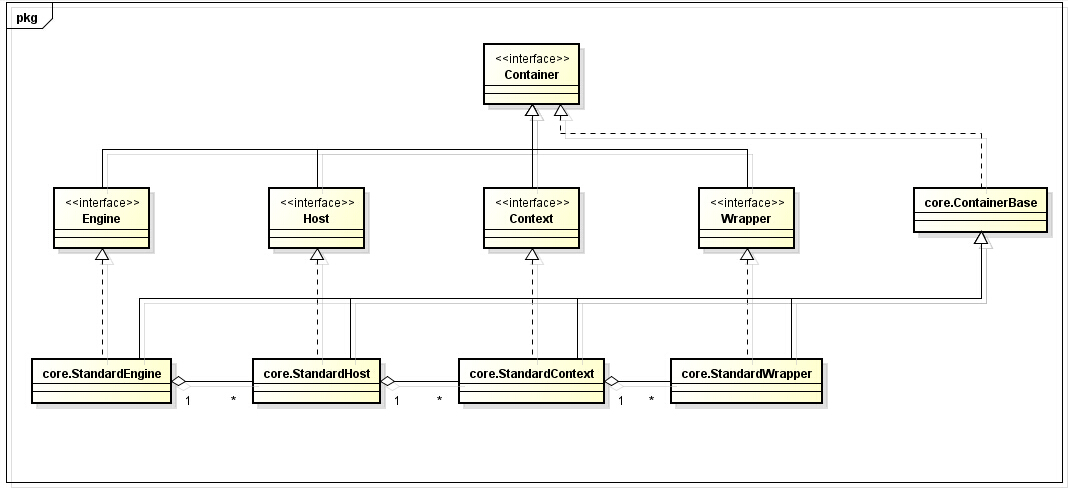 pkg
<<interface>>
Container
<<interface>>
Engine
<<interface>>
Host
<<interface>>
Context
<<interface>>
Wrapper
core.ContainerBase
core.StandardEngine
core.StandardHost
core.StandardContext
core.StandardWrapper
1 * 1 * 1 *